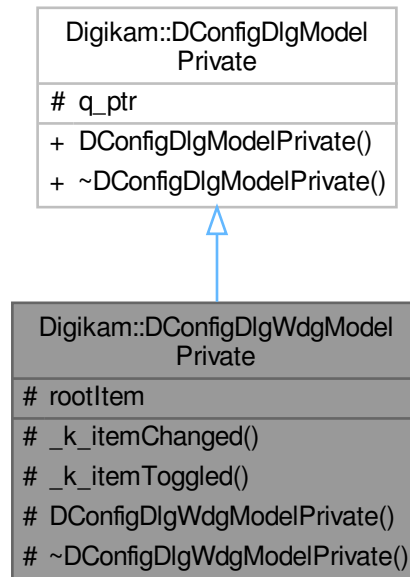 Digikam::DConfigDlgModel
Private
# q_ptr
+ DConfigDlgModelPrivate()
+ ~DConfigDlgModelPrivate()
Digikam::DConfigDlgWdgModel
Private
# rootItem
# _k_itemChanged()
# _k_itemToggled()
# DConfigDlgWdgModelPrivate()
# ~DConfigDlgWdgModelPrivate()